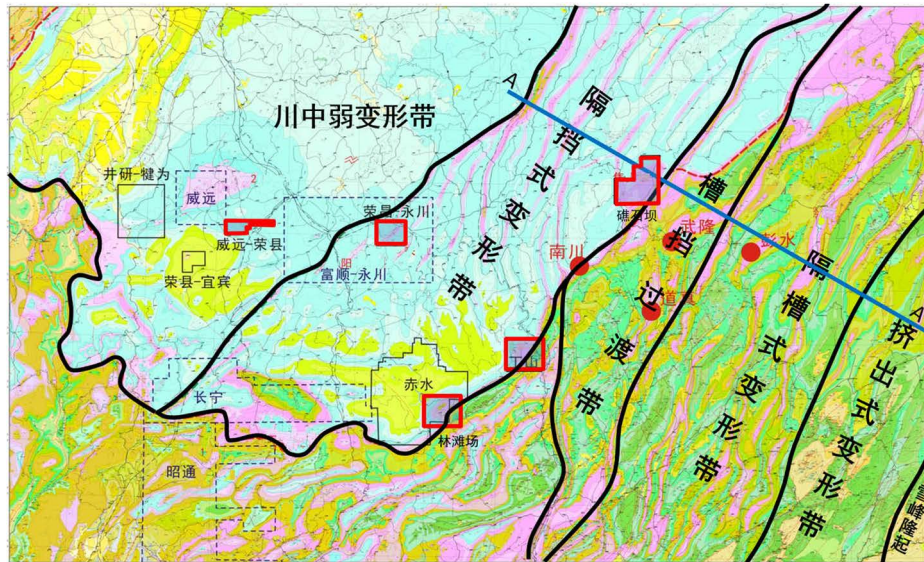 川中弱变形带
隔挡式变形带
槽挡过渡带
隔槽式变形带
挤出式变形带
雪峰隆起
A
A
井研-犍为
威远
威远-荣县
荣县-宜宾
荣昌-永川
富顺-永川
长宁
昭通
赤水
林滩场
丁山
南川
武隆
道真
彭水
礁石坝